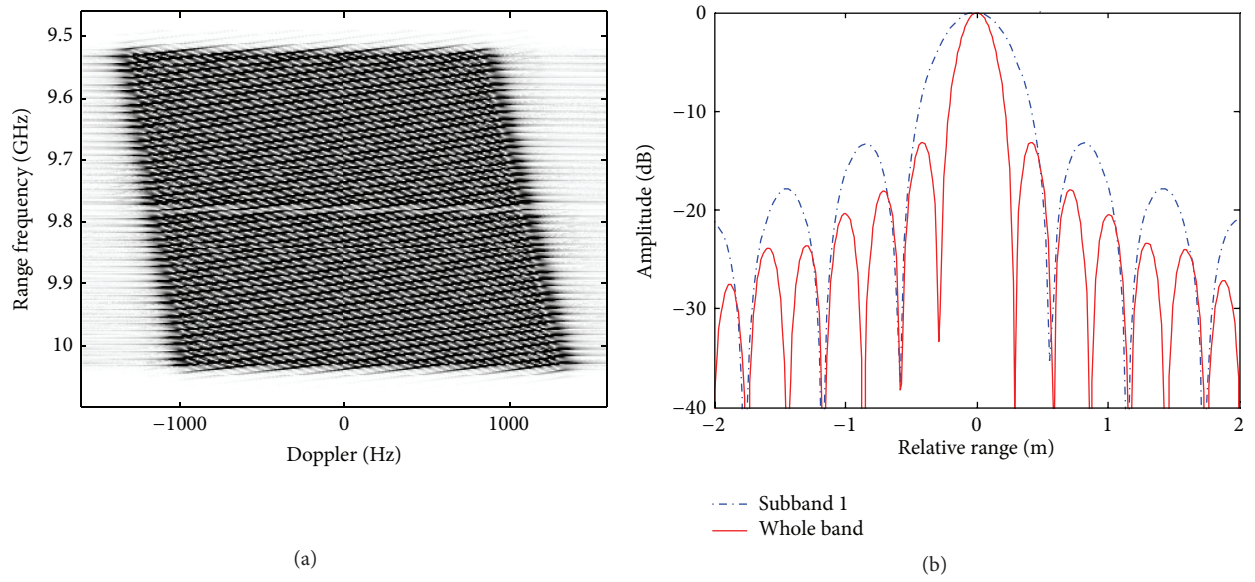 9.5
9.6
9.7
9.8
9.9
10
Range frequency (GHz)
−1000 0 1000
Doppler (Hz)
(a)
0
−10
−20
−30
−40
Amplitude (dB)
−2 −1 0 1 2
Relative range (m)
Subband 1
Whole band
(b)